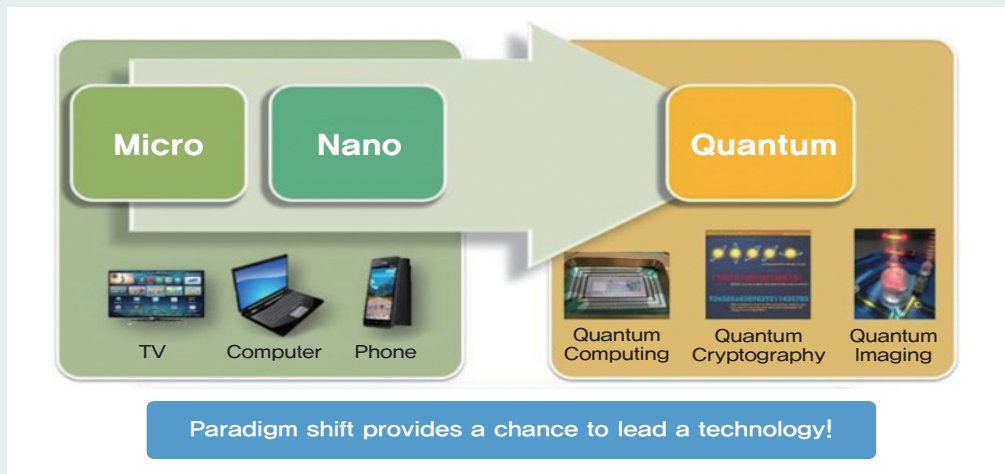 Micro
Nano
Quantum
TV
Computer
Phone
Quantum
Computing
Quantum
Cryptography
Quantum
Imaging
Paradigm shift provides a chance to lead a technology!